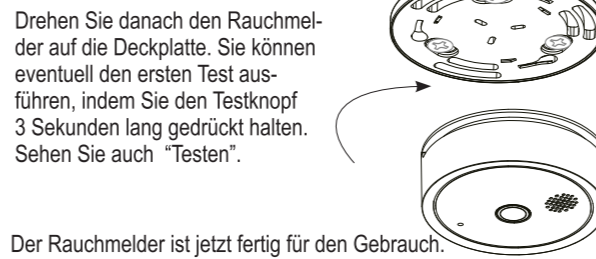 Drehen Sie danach den Rauchmel-
der auf die Deckplatte. Sie können
eventuell den ersten Test aus-
führen, indem Sie den Testknopf
3 Sekunden lang gedrückt halten.
Sehen Sie auch “Testen”.
Der Rauchmelder ist jetzt fertig für den Gebrauch.